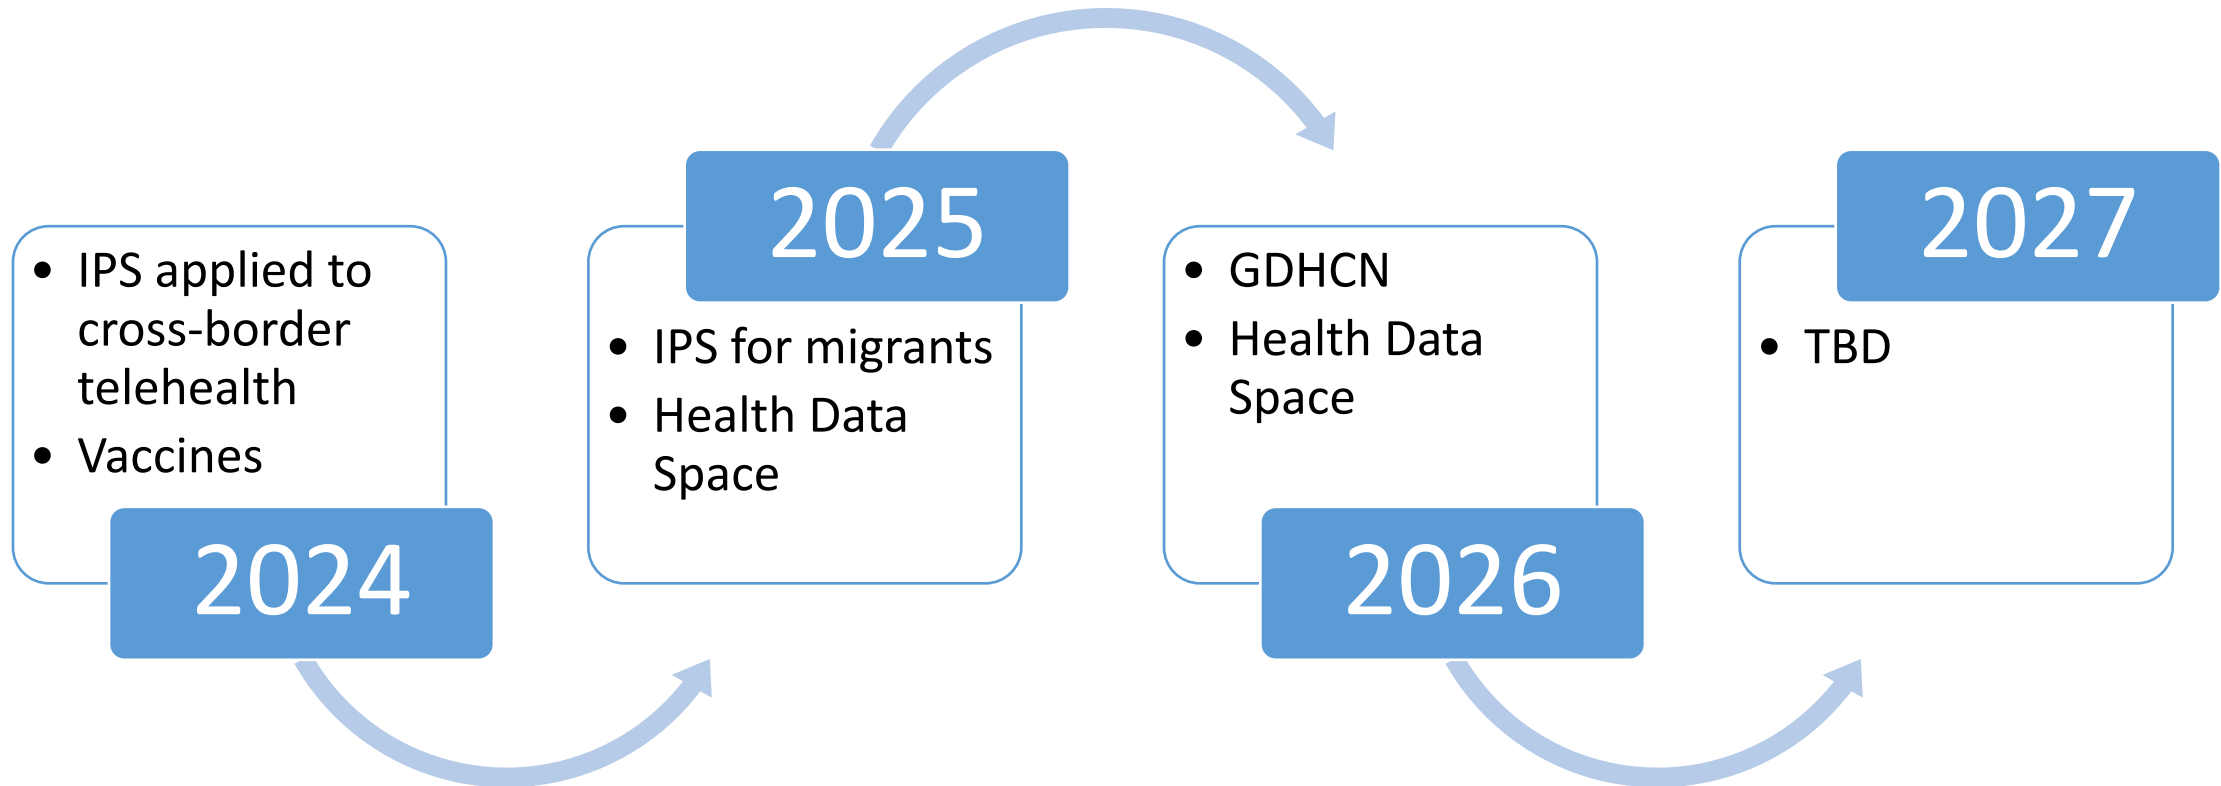 • IPS applied to
cross-border
telehealth
• Vaccines
2024
2025
• IPS for migrants
• Health Data
Space
• GDHCN
• Health Data
Space
2026
2027
• TBD